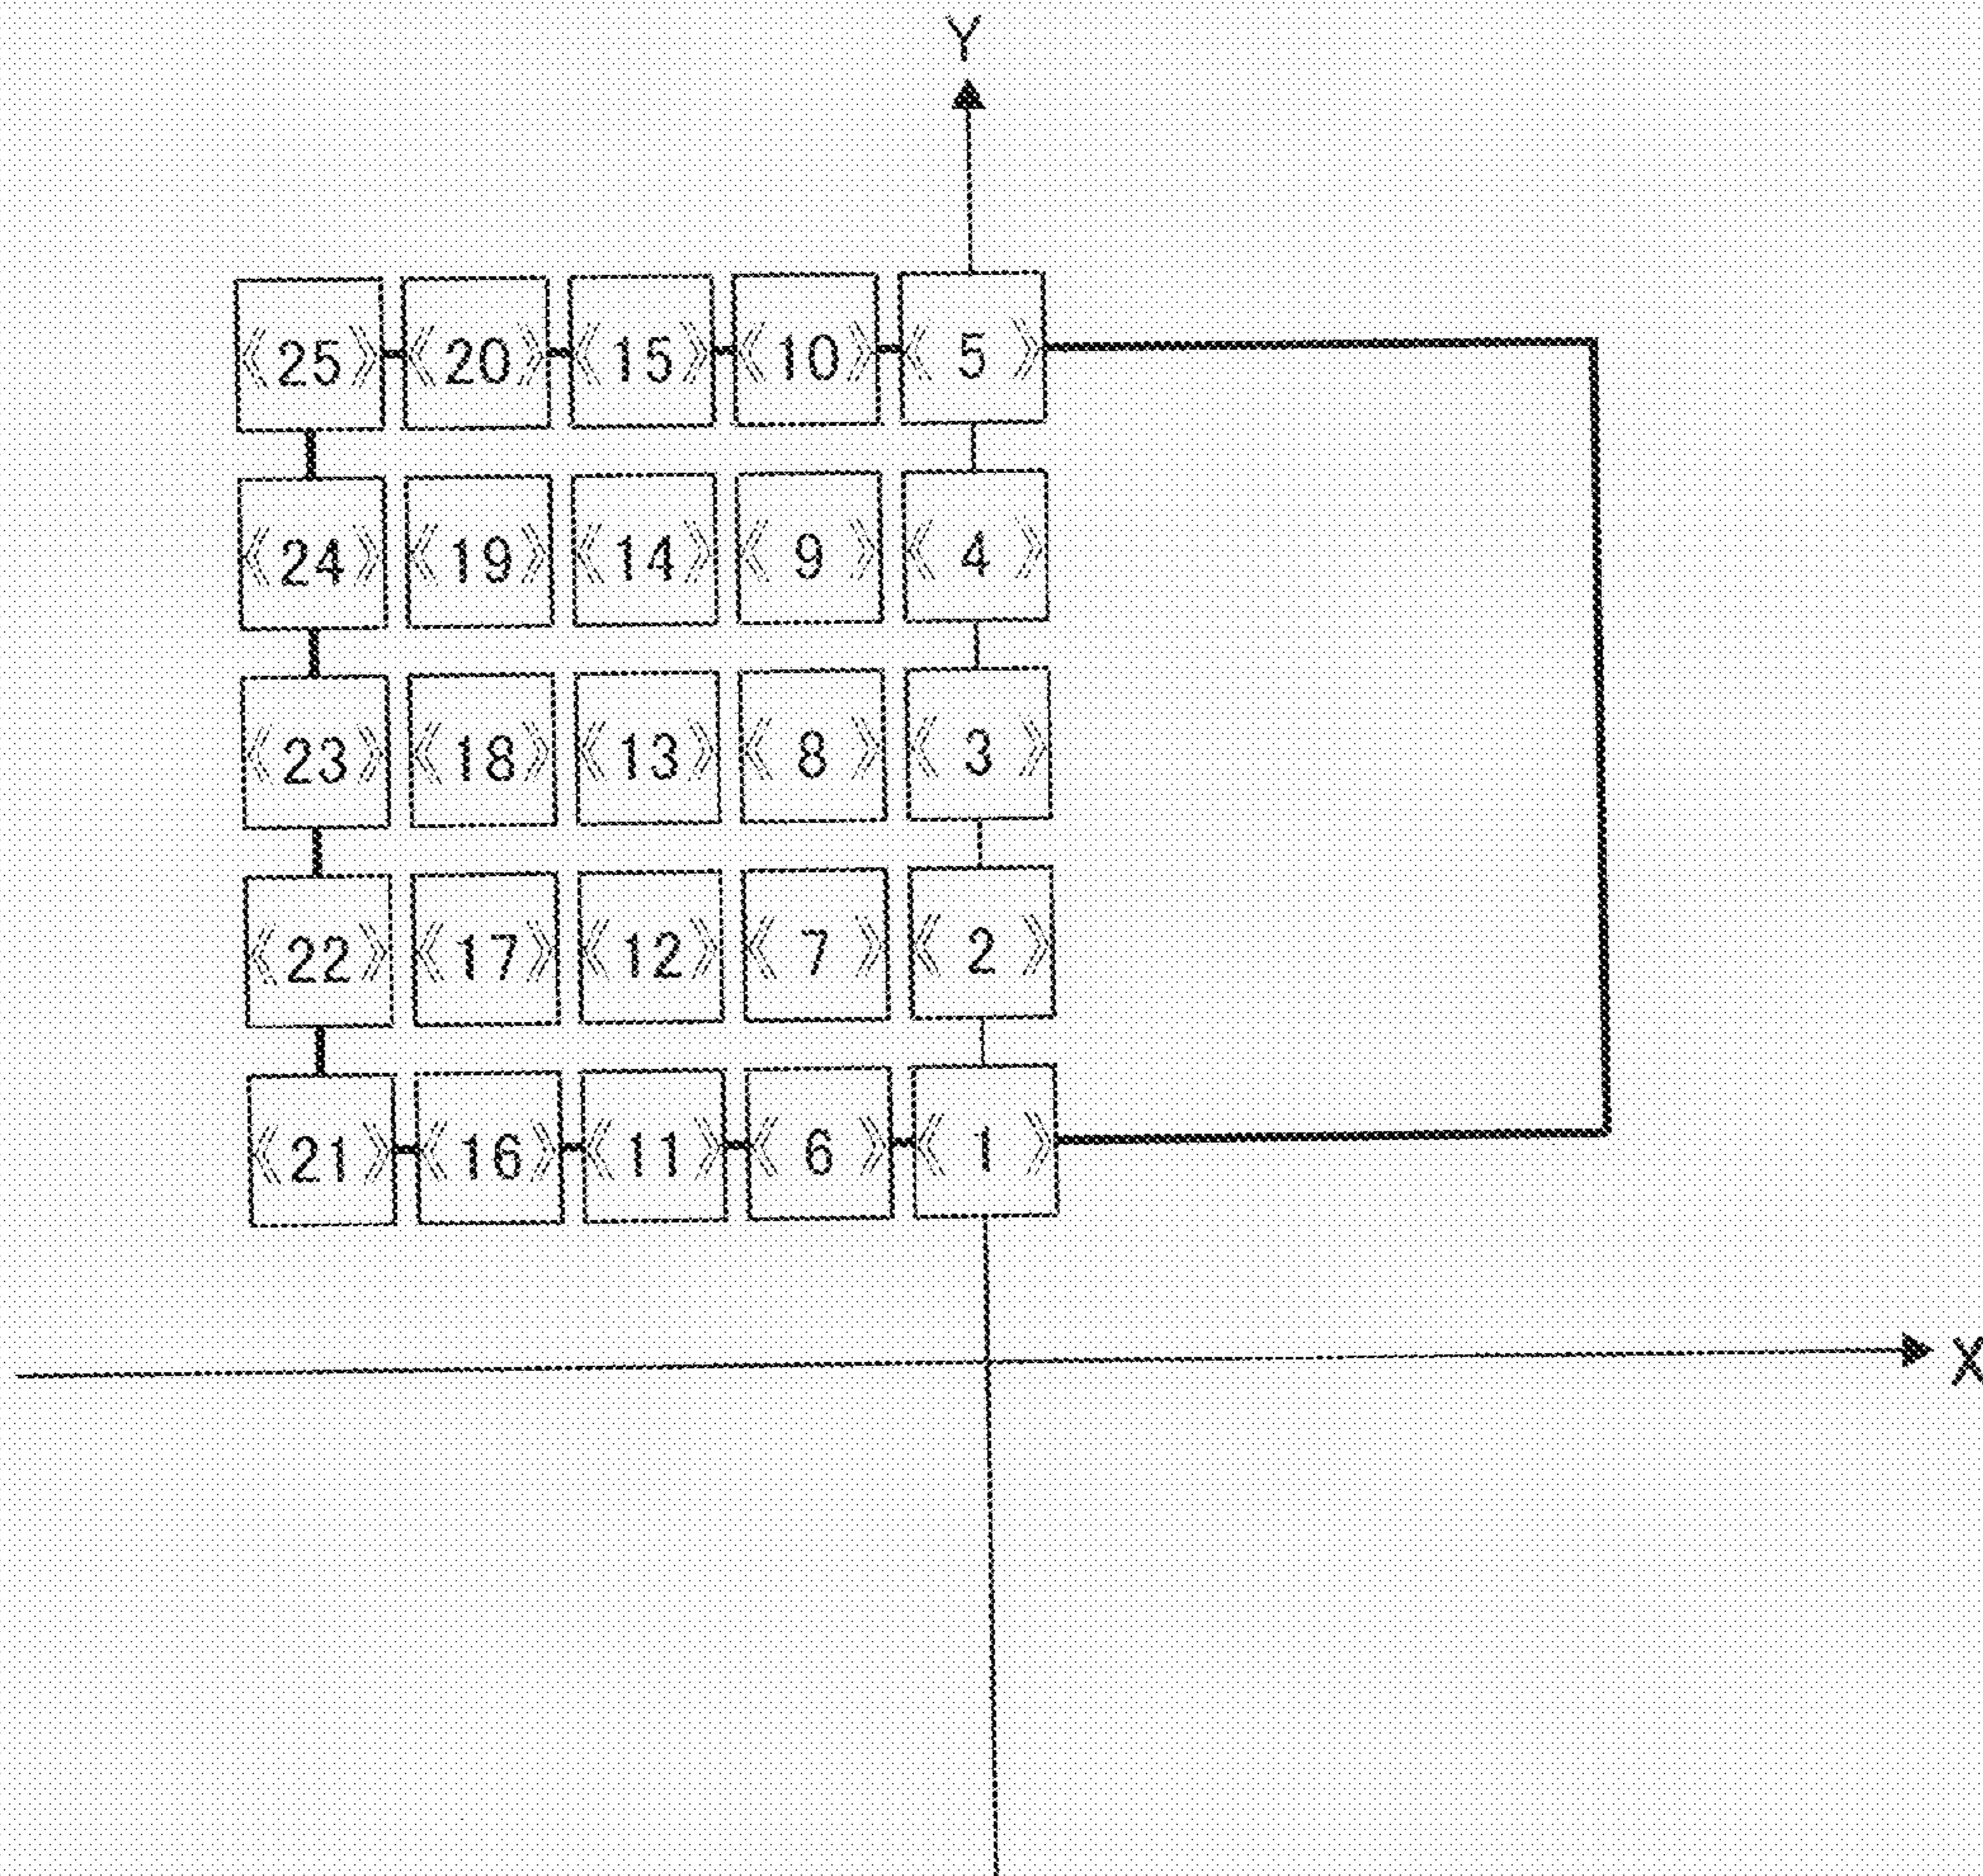 Y
《25》《20》《15》《10》《 5 》
《24》《19》《14》《 9 》《 4 》
《23》《18》《13》《 8 》《 3 》
《22》《17》《12》《 7 》《 2 》
《21》《16》《11》《 6 》《 1 》
X